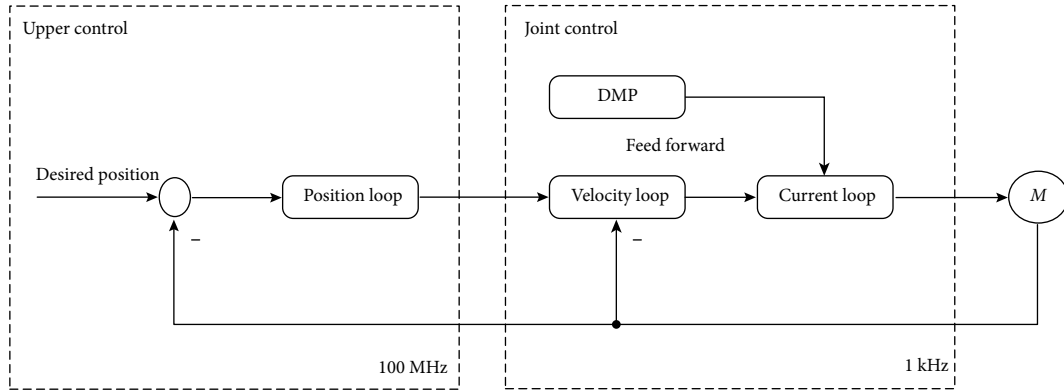 Upper control
Joint control
DMP
Feed forward
Desired position
Position loop
Velocity loop
Current loop
M
–
–
100 MHz
1 kHz